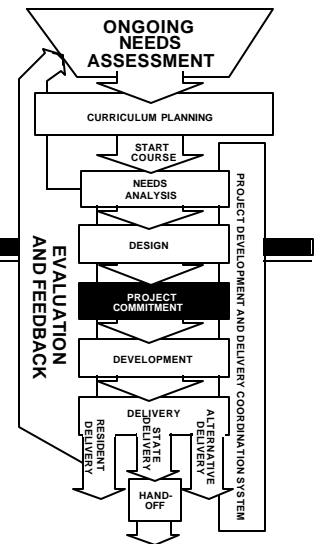 ONGOING
NEEDS
ASSESSMENT
CURRICULUM PLANNING
START
COURSE
NEEDS
ANALYSIS
DESIGN
PROJECT
COMMITMENT
DEVELOPMENT
DELIVERY
RESIDENT
DELIVERY
STATE
DELIVERY
ALTERNATIVE
DELIVERY
HAND-
OFF
EVALUATION
AND FEEDBACK
PROJECT DEVELOPMENT AND DELIVERY COORDINATION SYSTEM